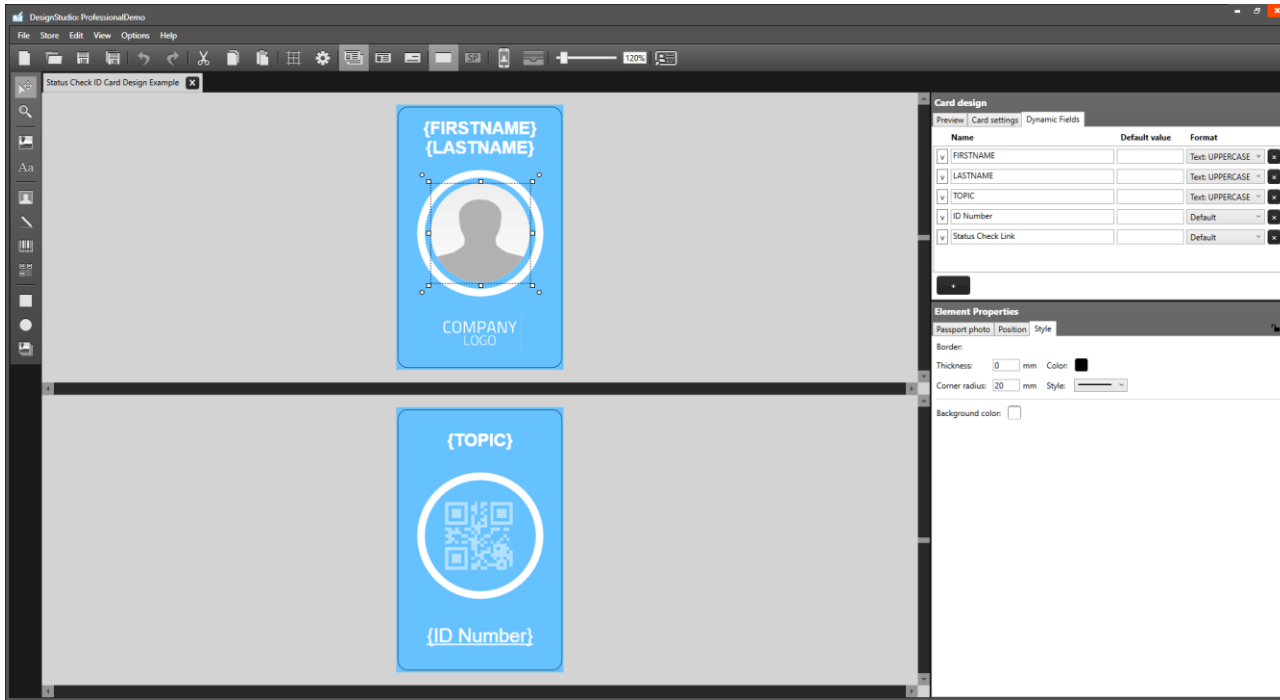 DesignStudio: ProfessionalDemo
File Store Edit View Options Help
SP
120%
Status Check ID Card Design Example
Aa
{FIRSTNAME}
{LASTNAME}
COMPANY
LOGO
{TOPIC}
{ID Number}
Card design
Preview Card settings Dynamic Fields
Name Default value Format
v FIRSTNAME Text: UPPERCASE x
v LASTNAME Text: UPPERCASE x
v TOPIC Text: UPPERCASE x
v ID Number Default x
v Status Check Link Default x
+
Element Properties
Passport photo Position Style
Border:
Thickness: 0 mm Color:
Corner radius: 20 mm Style:
Background color: